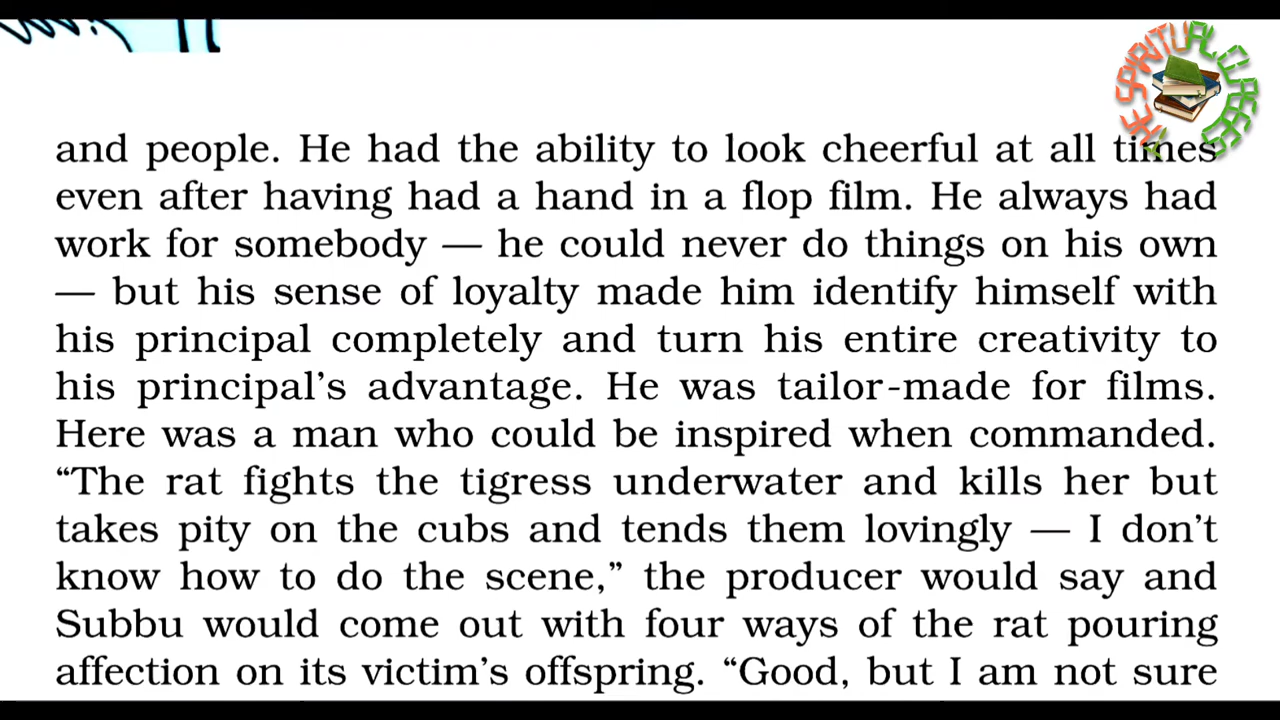 THE SPIRITUAL CUREEES
and people. He had the ability to look cheerful at all times
even after having had a hand in a flop film. He always had
work for somebody — he could never do things on his own
— but his sense of loyalty made him identify himself with
his principal completely and turn his entire creativity to
his principal’s advantage. He was tailor-made for films.
Here was a man who could be inspired when commanded.
“The rat fights the tigress underwater and kills her but
takes pity on the cubs and tends them lovingly — I don’t
know how to do the scene,” the producer would say and
Subbu would come out with four ways of the rat pouring
affection on its victim’s offspring. “Good, but I am not sure